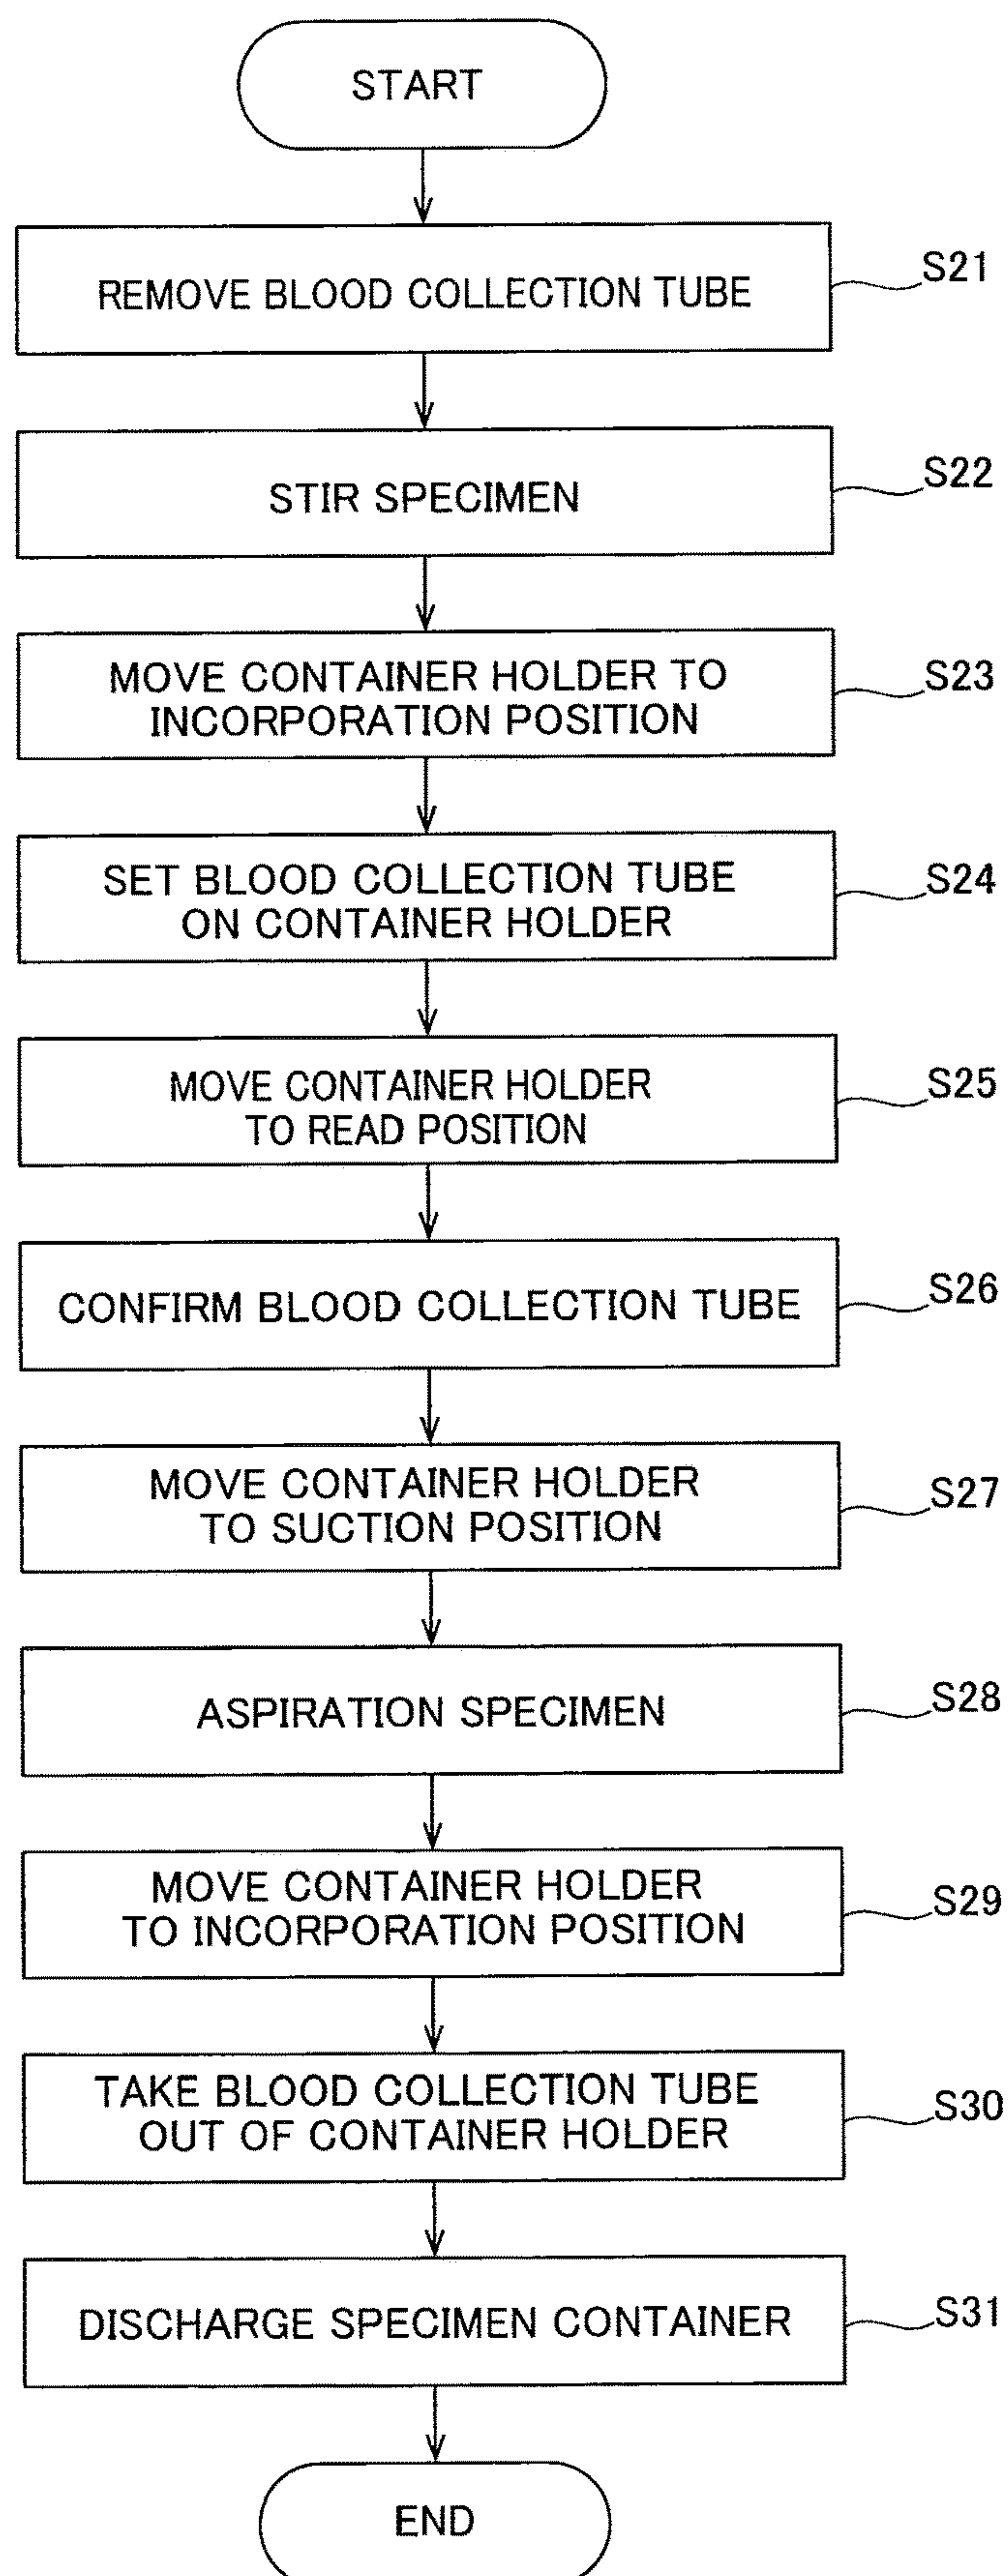 START
REMOVE BLOOD COLLECTION TUBE
S21
STIR SPECIMEN
S22
MOVE CONTAINER HOLDER TO
INCORPORATION POSITION
S23
SET BLOOD COLLECTION TUBE
ON CONTAINER HOLDER
S24
MOVE CONTAINER HOLDER
TO READ POSITION
S25
CONFIRM BLOOD COLLECTION TUBE
S26
MOVE CONTAINER HOLDER
TO SUCTION POSITION
S27
ASPIRATION SPECIMEN
S28
MOVE CONTAINER HOLDER
TO INCORPORATION POSITION
S29
TAKE BLOOD COLLECTION TUBE
OUT OF CONTAINER HOLDER
S30
DISCHARGE SPECIMEN CONTAINER
S31
END